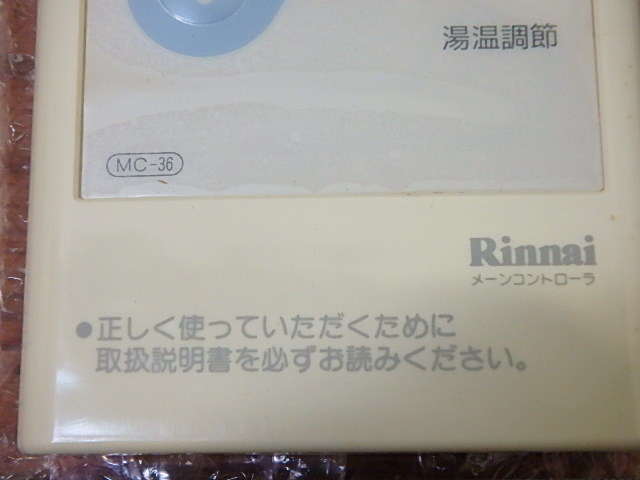 湯温調節
MC-36
Rinnai
メーンコントローラ
●正しく使っていただくために
取扱説明書を必ずお読みください。